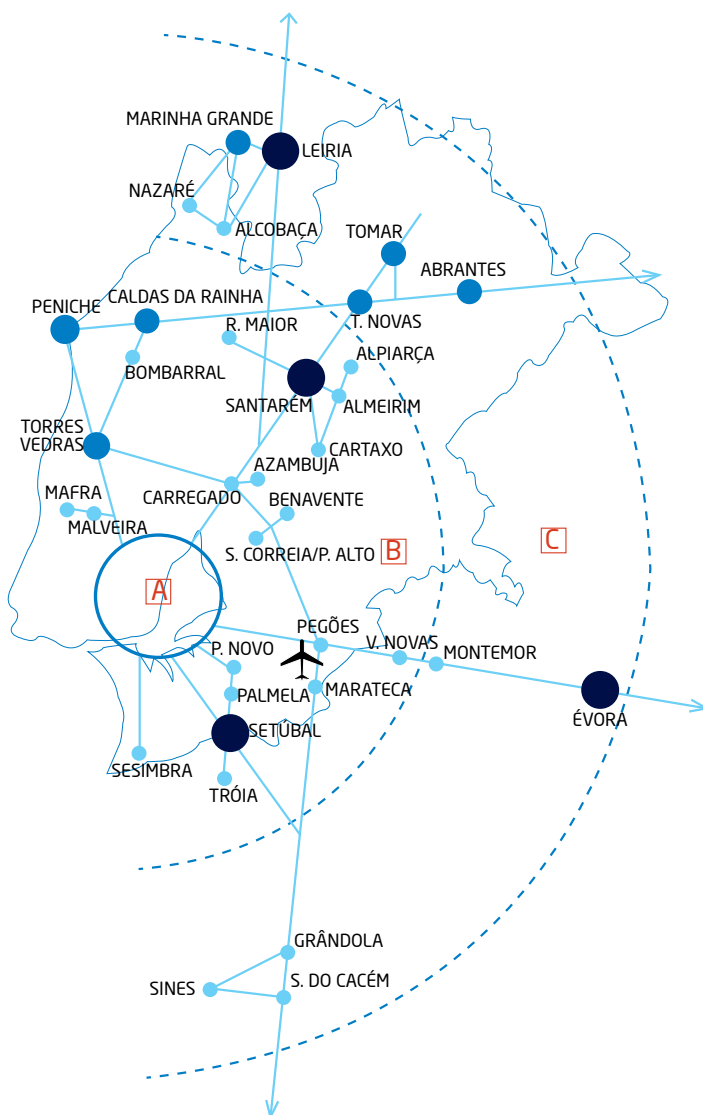 MARINHA GRANDE
LEIRIA
NAZARÉ
ALCOBAÇA
TOMAR
ABRANTES
CALDAS DA RAINHA
PENICHE
R. MAIOR
T. NOVAS
ALPIARÇA
BOMBARRAL
SANTARÉM
ALMEIRIM
TORRES
VEDRAS
CARTAXO
AZAMBUJA
MAFRA
CARREGADO
BENAVENTE
MALVEIRA
S. CORREIA/P. ALTO
B
C
A
PEGÕES
P. NOVO
V. NOVAS
MONTEMOR
PALMELA
MARATECA
ÉVORA
SETÚBAL
SESIMBRA
TRÓIA
GRÂNDOLA
SINES
S. DO CACÉM